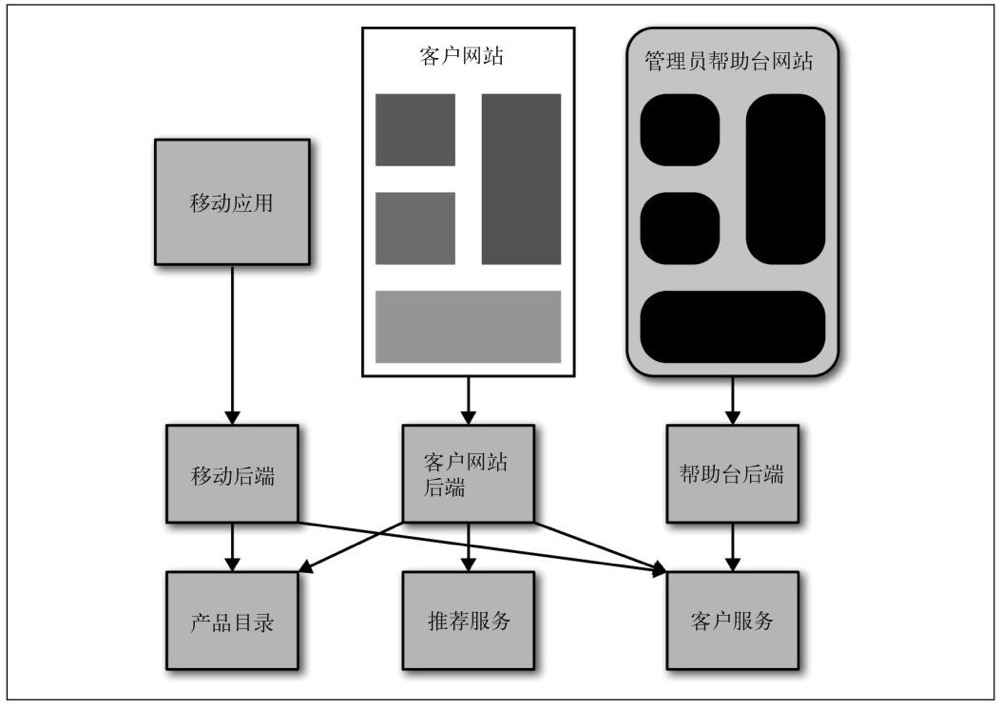 客户网站
管理员帮助台网站
移动应用
移动后端
客户网站
后端
帮助台后端
产品目录
推荐服务
客户服务